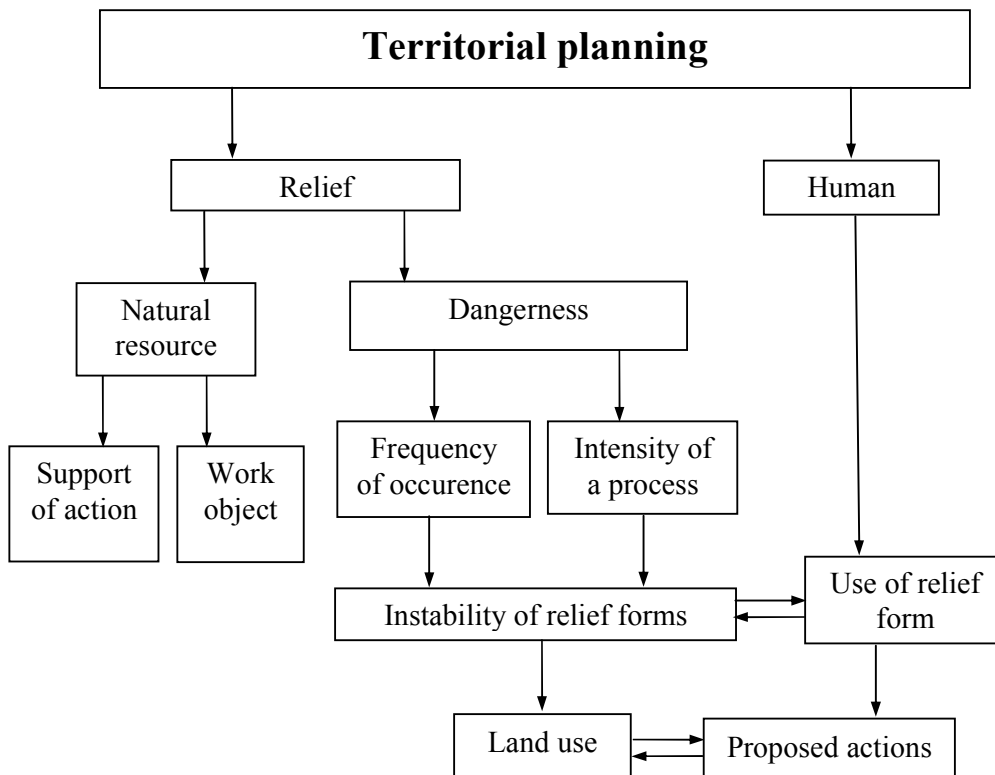 Territorial planning
Relief
Human
Natural
resource
Dangerness
Support
of action
Work
object
Frequency
of occurence
Intensity of
a process
Instability of relief forms
Use of relief
form
Land use
Proposed actions